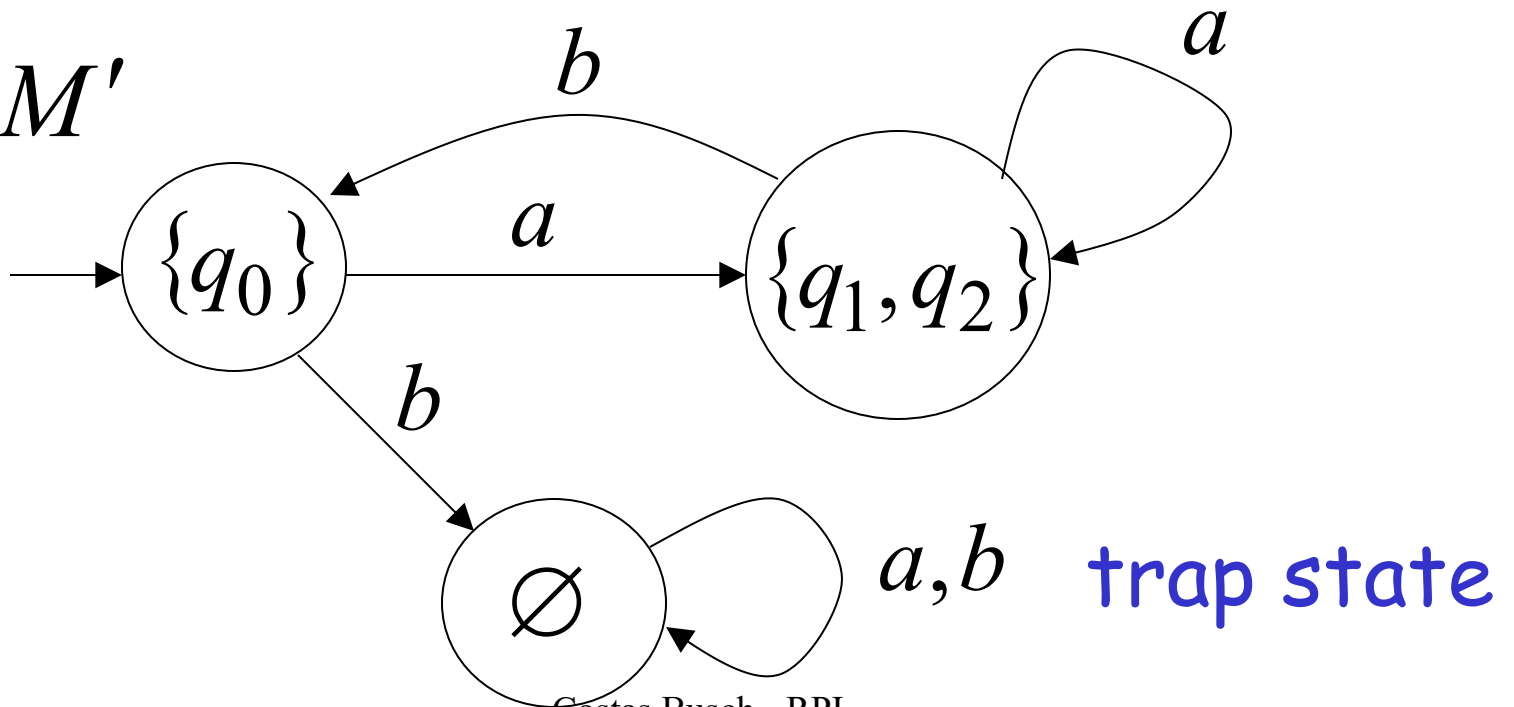 M′
b
a
a
{q0}
{q1,q2}
b
∅
a,b
trap state